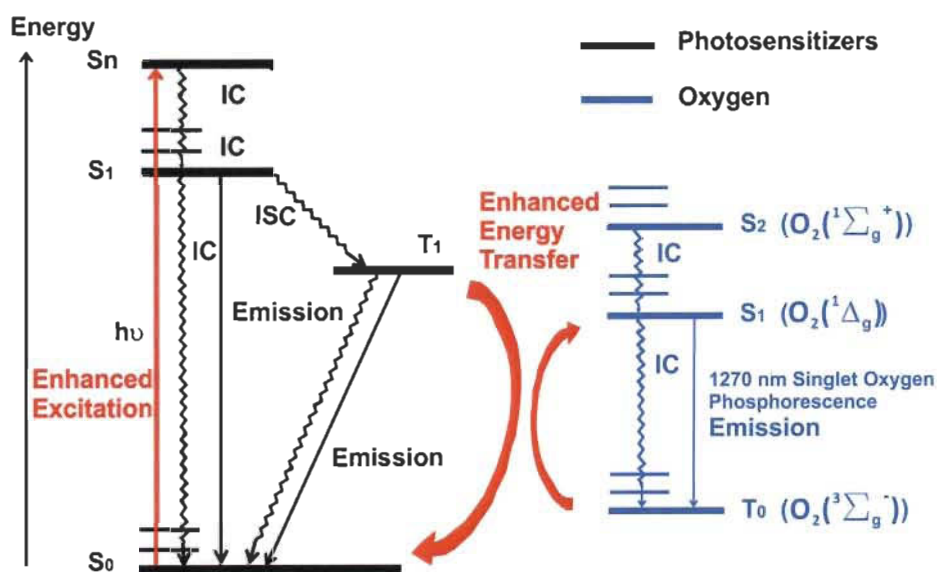 Energy
Photosensitizers
Oxygen
Sn
IC
IC
S₁
ISC
IC
T₁
Emission
hυ
Enhanced
Excitation
Emission
S₀
Enhanced
Energy
Transfer
S₂ (O₂(¹Σg⁺))
IC
S₁ (O₂(¹Δg))
IC
1270 nm Singlet Oxygen
Phosphorescence
Emission
T₀ (O₂(³Σg⁻))